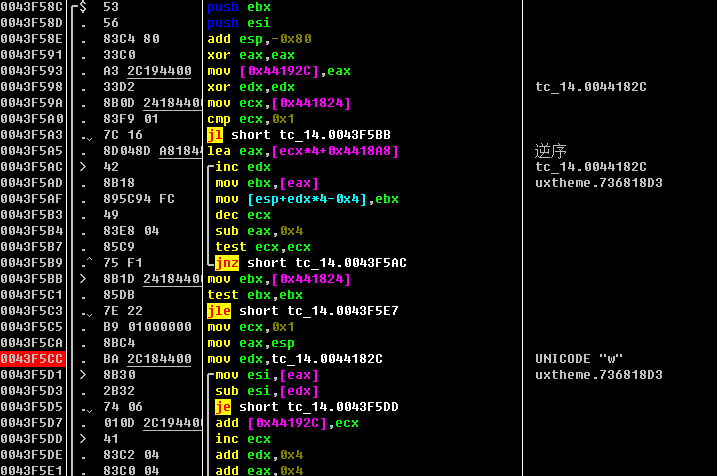 0043F58C $ 53 push ebx
0043F58D . 56 push esi
0043F58E . 83C4 80 add esp,-0x80
0043F591 . 33C0 xor eax,eax
0043F593 . A3 2C194400 mov [0x44192C],eax
0043F598 . 33D2 xor edx,edx tc_14.0044182C
0043F59A . 8B0D 24184400 mov ecx,[0x441824]
0043F5A0 . 83F9 01 cmp ecx,0x1
0043F5A3 .v 7C 16 jl short tc_14.0043F5BB
0043F5A5 . 8D048D A81844 lea eax,[ecx*4+0x4418A8] 逆序
0043F5AC > 42 inc edx tc_14.0044182C
0043F5AD . 8B18 mov ebx,[eax] uxtheme.736818D3
0043F5AF . 895C94 FC mov [esp+edx*4-0x4],ebx
0043F5B3 . 49 dec ecx
0043F5B4 . 83E8 04 sub eax,0x4
0043F5B7 . 85C9 test ecx,ecx
0043F5B9 .^ 75 F1 jnz short tc_14.0043F5AC
0043F5BB > 8B1D 24184400 mov ebx,[0x441824]
0043F5C1 . 85DB test ebx,ebx
0043F5C3 .v 7E 22 jle short tc_14.0043F5E7
0043F5C5 . B9 01000000 mov ecx,0x1
0043F5CA . 8BC4 mov eax,esp
0043F5CC . BA 2C184400 mov edx,tc_14.0044182C UNICODE "w"
0043F5D1 > 8B30 mov esi,[eax] uxtheme.736818D3
0043F5D3 . 2B32 sub esi,[edx]
0043F5D5 .v 74 06 je short tc_14.0043F5DD
0043F5D7 . 010D 2C194400 add [0x44192C],ecx
0043F5DD > 41 inc ecx
0043F5DE . 83C2 04 add edx,0x4
0043F5E1 . 83C0 04 add eax,0x4